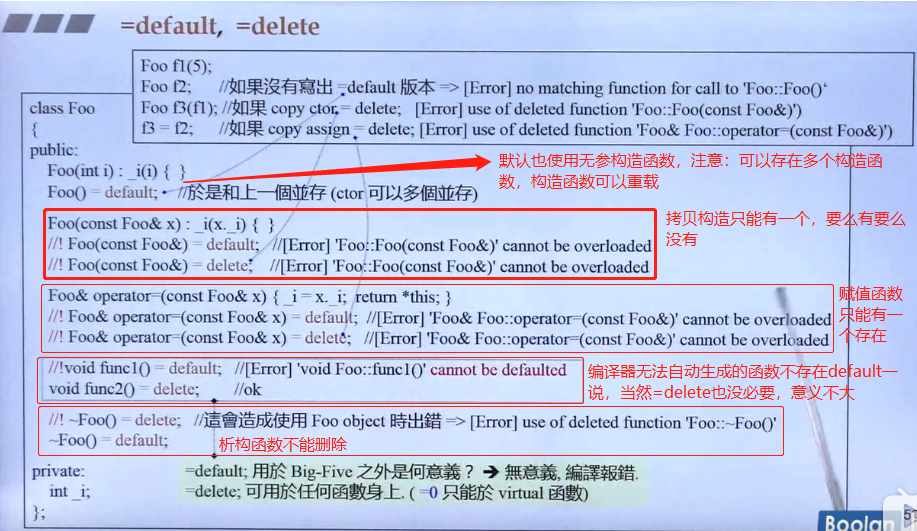 =default, =delete
Foo f1(5);
Foo f2; //如果沒有寫出 =default 版本 => [Error] no matching function for call to 'Foo::Foo()‘
Foo f3(f1); //如果 copy ctor = delete; [Error] use of deleted function 'Foo::Foo(const Foo&)')
f3 = f2; //如果 copy assign = delete; [Error] use of deleted function 'Foo& Foo::operator=(const Foo&)')
class Foo
{
public:
Foo(int i) : _i(i) { }
Foo() = default; //於是和上一個並存 (ctor 可以多個並存)
默认也使用无参构造函数，注意：可以存在多个构造函
数，构造函数可以重载
Foo(const Foo& x) : _i(x._i) { }
//! Foo(const Foo&) = default; //[Error] 'Foo::Foo(const Foo&)' cannot be overloaded
//! Foo(const Foo&) = delete; //[Error] 'Foo::Foo(const Foo&)' cannot be overloaded
拷贝构造只能有一个，要么有要么
没有
Foo& operator=(const Foo& x) { _i = x._i; return *this; }
//! Foo& operator=(const Foo& x) = default; //[Error] 'Foo& Foo::operator=(const Foo&)' cannot be overloaded
//! Foo& operator=(const Foo& x) = delete; //[Error] 'Foo& Foo::operator=(const Foo&)' cannot be overloaded
赋值函数
只能有一
个存在
//!void func1() = default; //[Error] 'void Foo::func1()' cannot be defaulted
void func2() = delete; //ok
编译器无法自动生成的函数不存在default一
说，当然=delete也没必要，意义不大
//! ~Foo() = delete; //這會造成使用 Foo object 時出錯 => [Error] use of deleted function 'Foo::~Foo()'
~Foo() = default;
析构函数不能删除
private:
int _i;
};
=default; 用於 Big-Five 之外是何意義？ ➔ 無意義, 編譯報錯.
=delete; 可用於任何函數身上. ( =0 只能於 virtual 函數)
Boolan
51